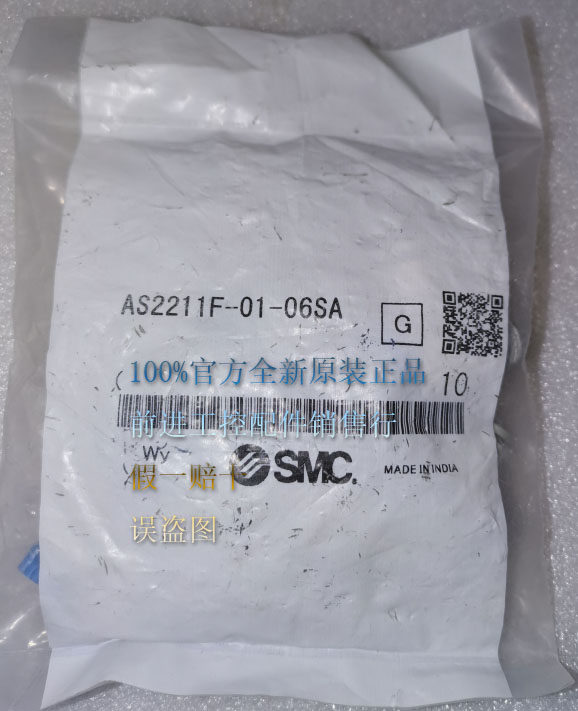 AS2211F-01-06SA
G
100%官方全新原装正品
10
前进工控配件销售行
WV
SMC.
MADE IN INDIA
假一赔十
误盗图